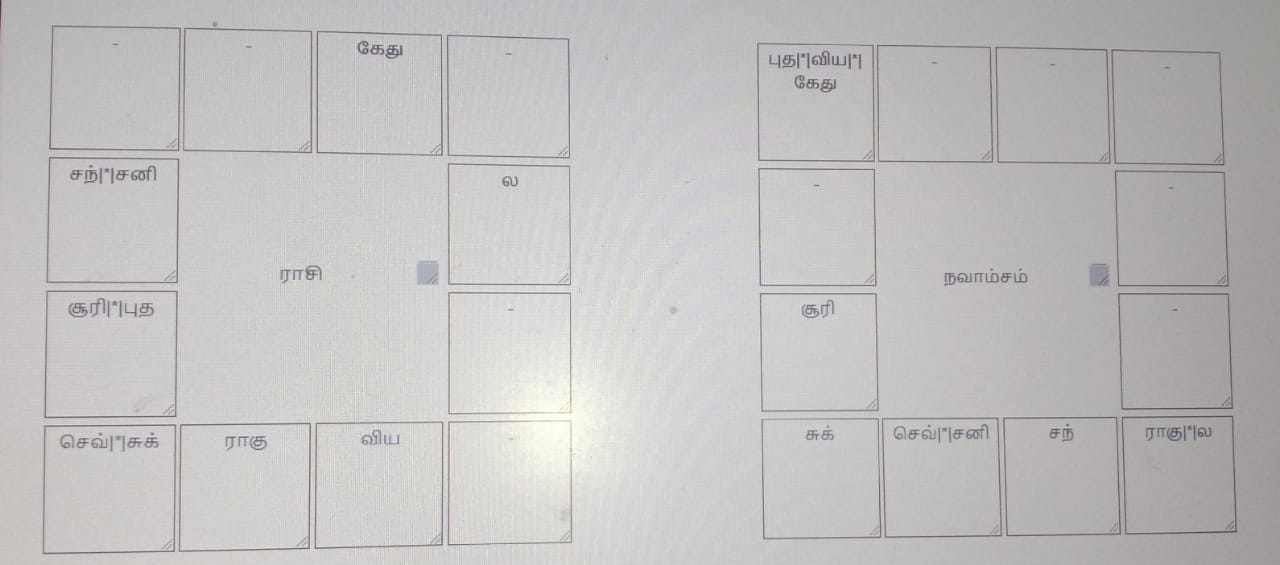 -
-
கேது
-
சந்|*|சனி
ல
ராசி
சூரி|*|புத
-
செவ்|*|சுக்
ராகு
விய
-
புத|*|விய|*|
கேது
-
-
-
-
-
நவாம்சம்
சூரி
-
சுக்
செவ்|*|சனி
சந்
ராகு|*|ல